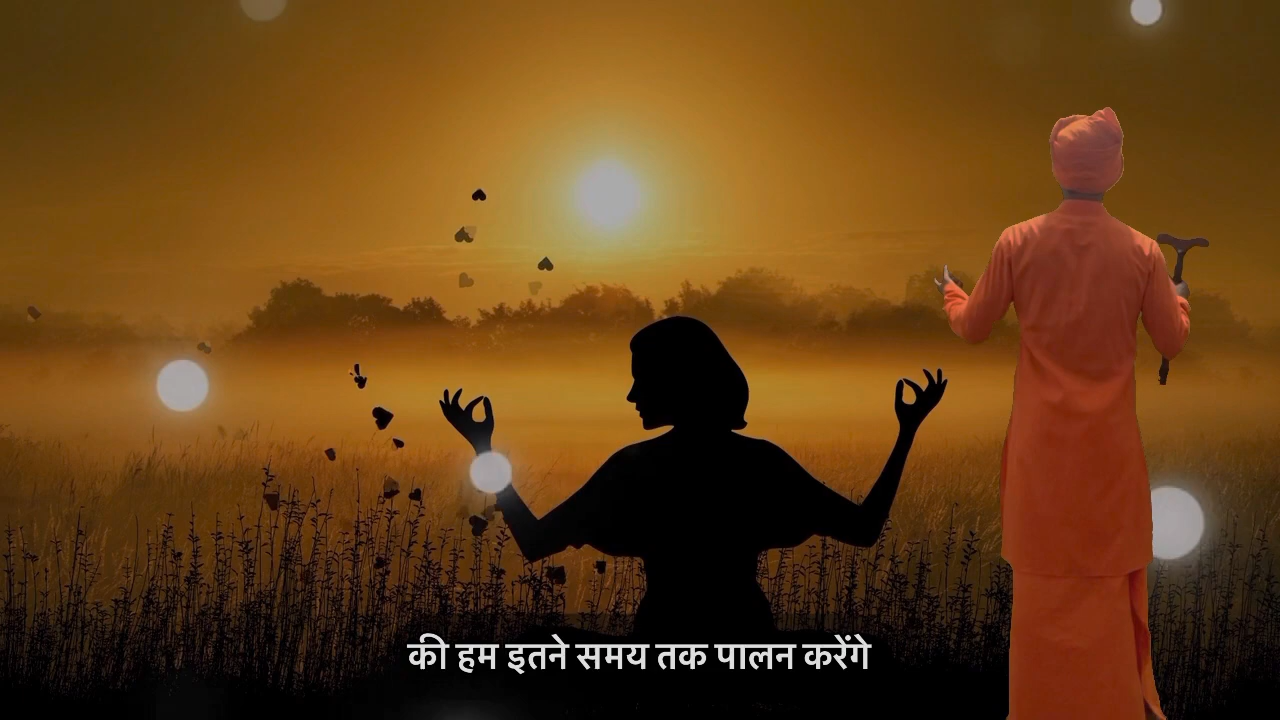 की हम इतने समय तक पालन करेंगे